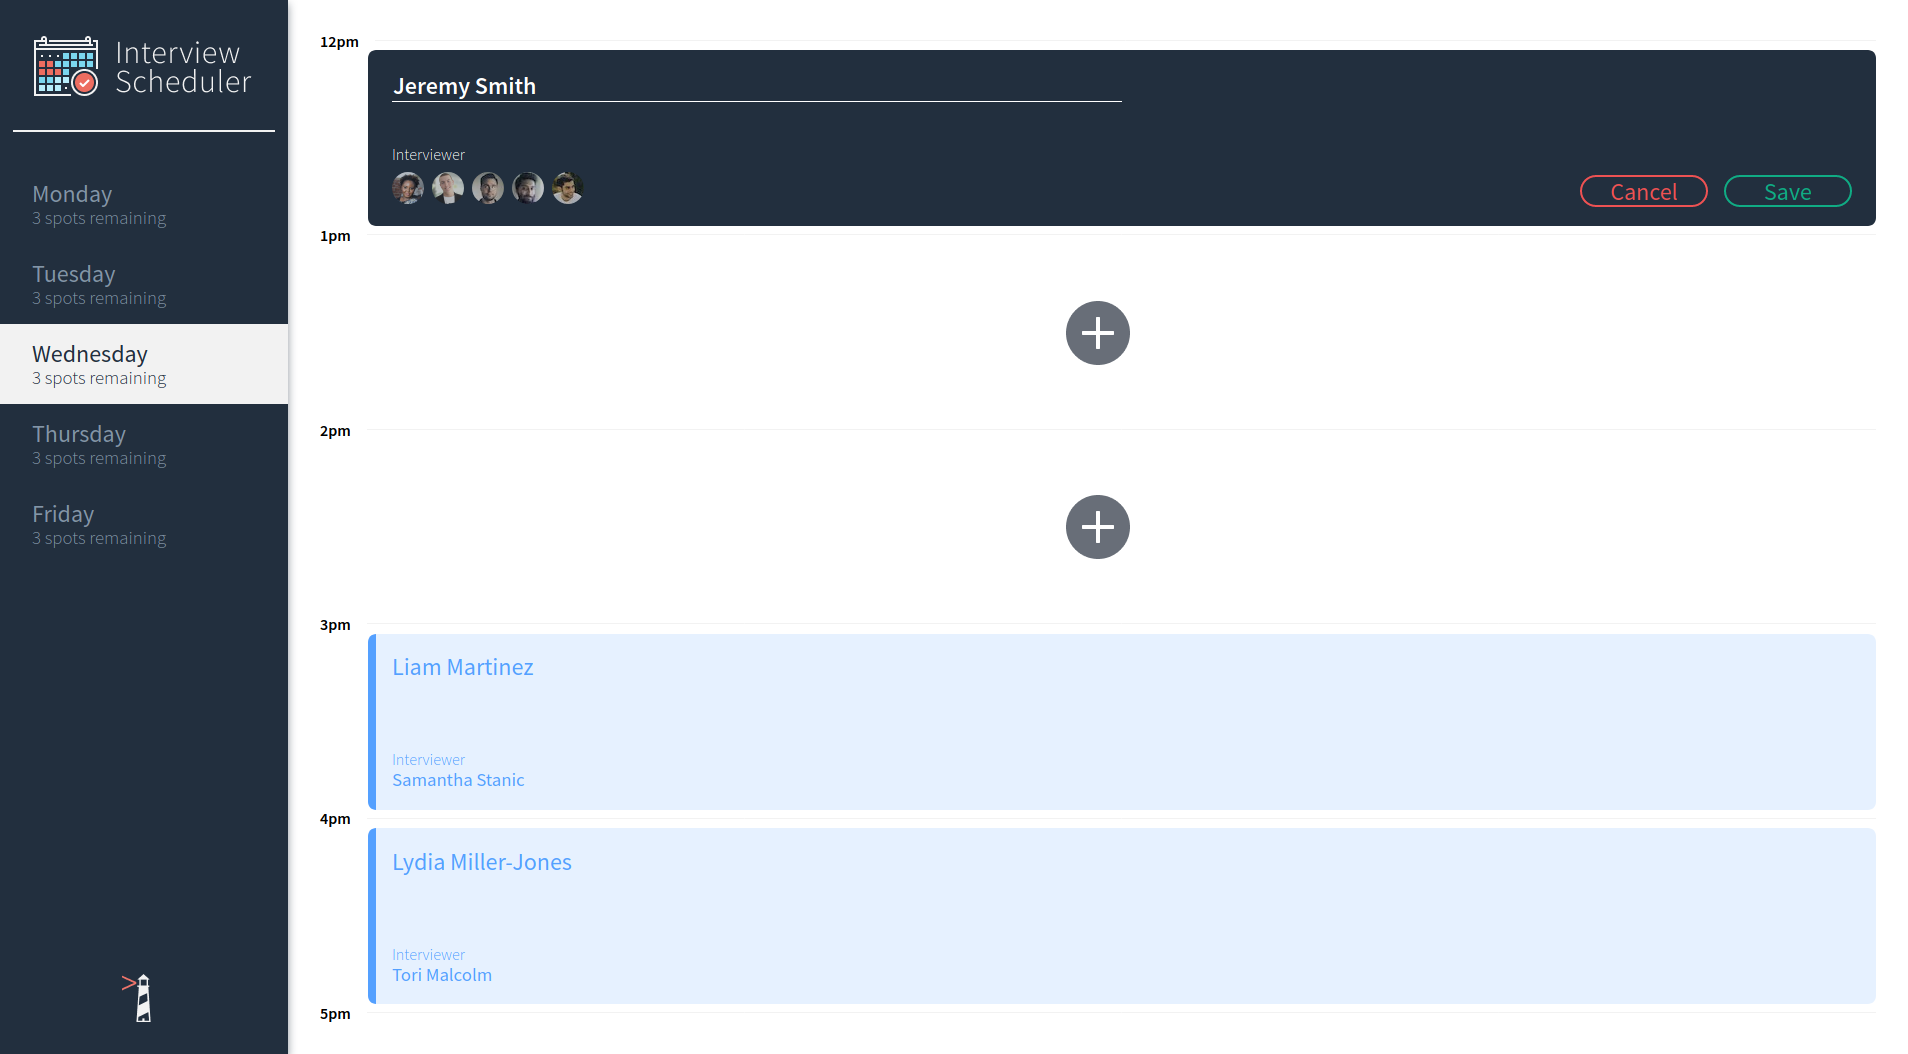 Interview
Scheduler
Monday
3 spots remaining
Tuesday
3 spots remaining
Wednesday
3 spots remaining
Thursday
3 spots remaining
Friday
3 spots remaining
12pm
Jeremy Smith
Interviewer
Cancel
Save
1pm
2pm
3pm
Liam Martinez
Interviewer
Samantha Stanic
4pm
Lydia Miller-Jones
Interviewer
Tori Malcolm
5pm